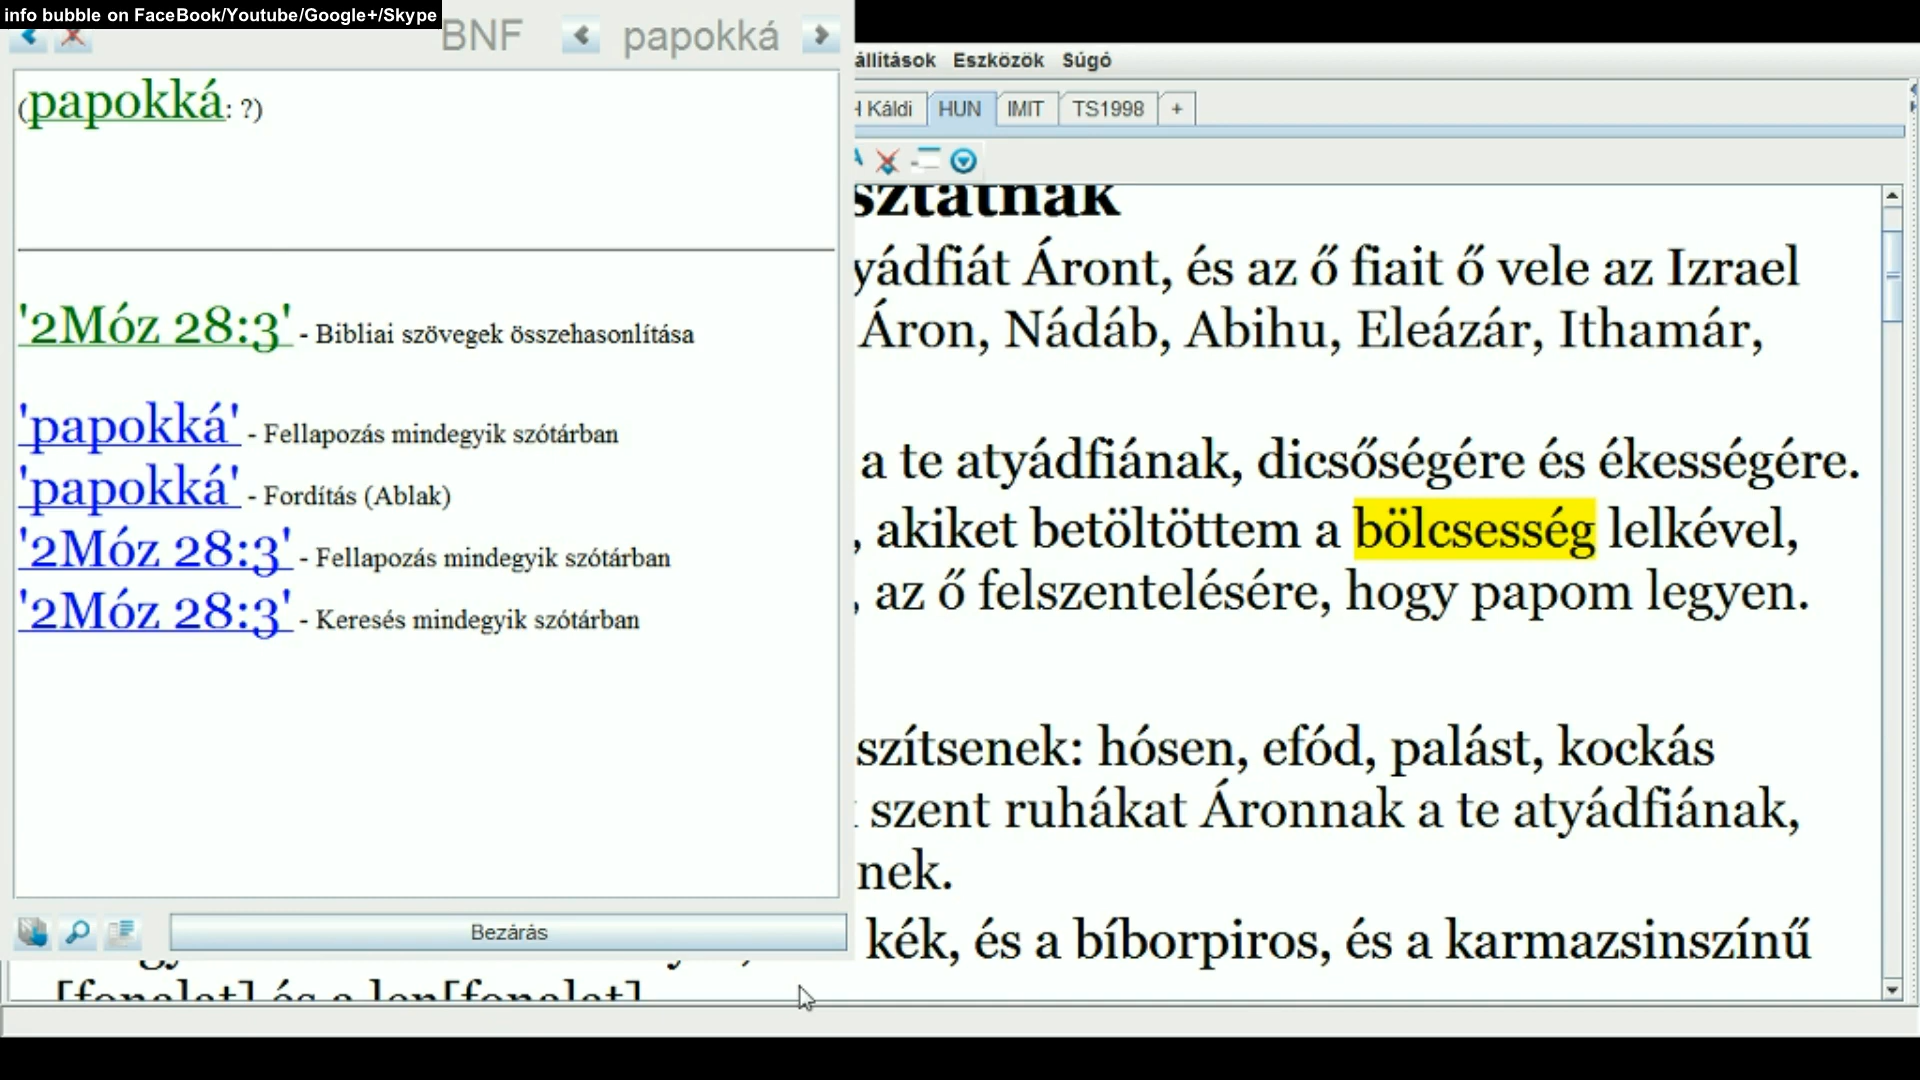 info bubble on FaceBook/Youtube/Google+/Skype
BNF papokká
(papokká: ?)
'2Móz 28:3' - Bibliai szövegek összehasonlítása
'papokká' - Fellapozás mindegyik szótárban
'papokká' - Fordítás (Ablak)
'2Móz 28:3' - Fellapozás mindegyik szótárban
'2Móz 28:3' - Keresés mindegyik szótárban
Bezárás
állítások Eszközök Súgó
Káldi HUN IMIT TS1998 +
sztatnak
yádfiát Áront, és az ő fiait ő vele az Izrael
Áron, Nádáb, Abihu, Eleázár, Ithamár,
a te atyádfiának, dicsőségére és ékességére.
, akiket betöltöttem a bölcsesség lelkével,
, az ő felszentelésére, hogy papom legyen.
szítsenek: hósen, efód, palást, kockás
szent ruhákat Áronnak a te atyádfiának,
nek.
kék, és a bíborpiros, és a karmazsinszínű
[fonalat] és a len[fonalat]